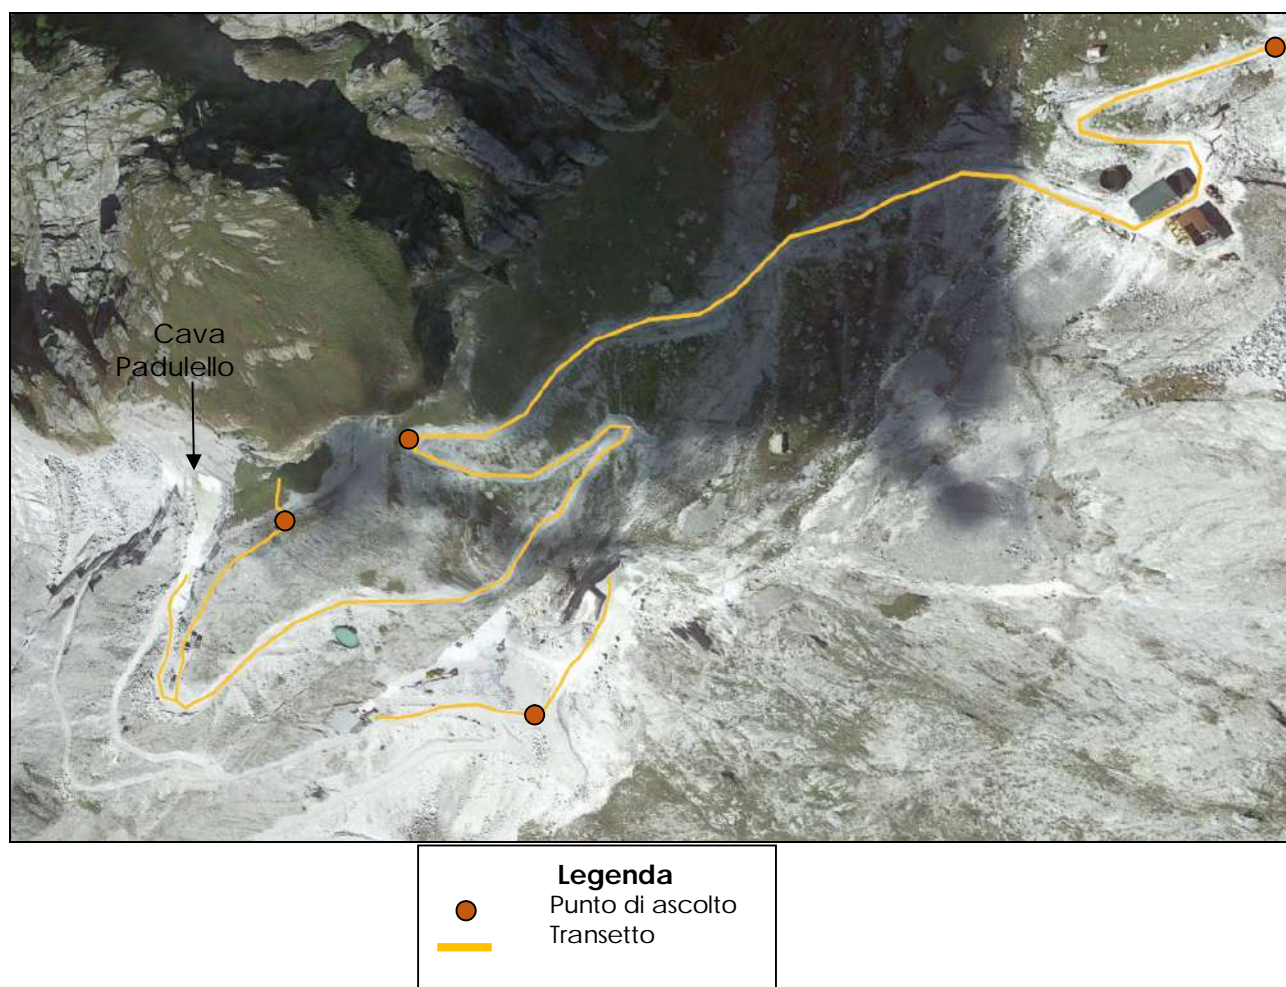 Cava
Padulello
Legenda
Punto di ascolto
Transetto